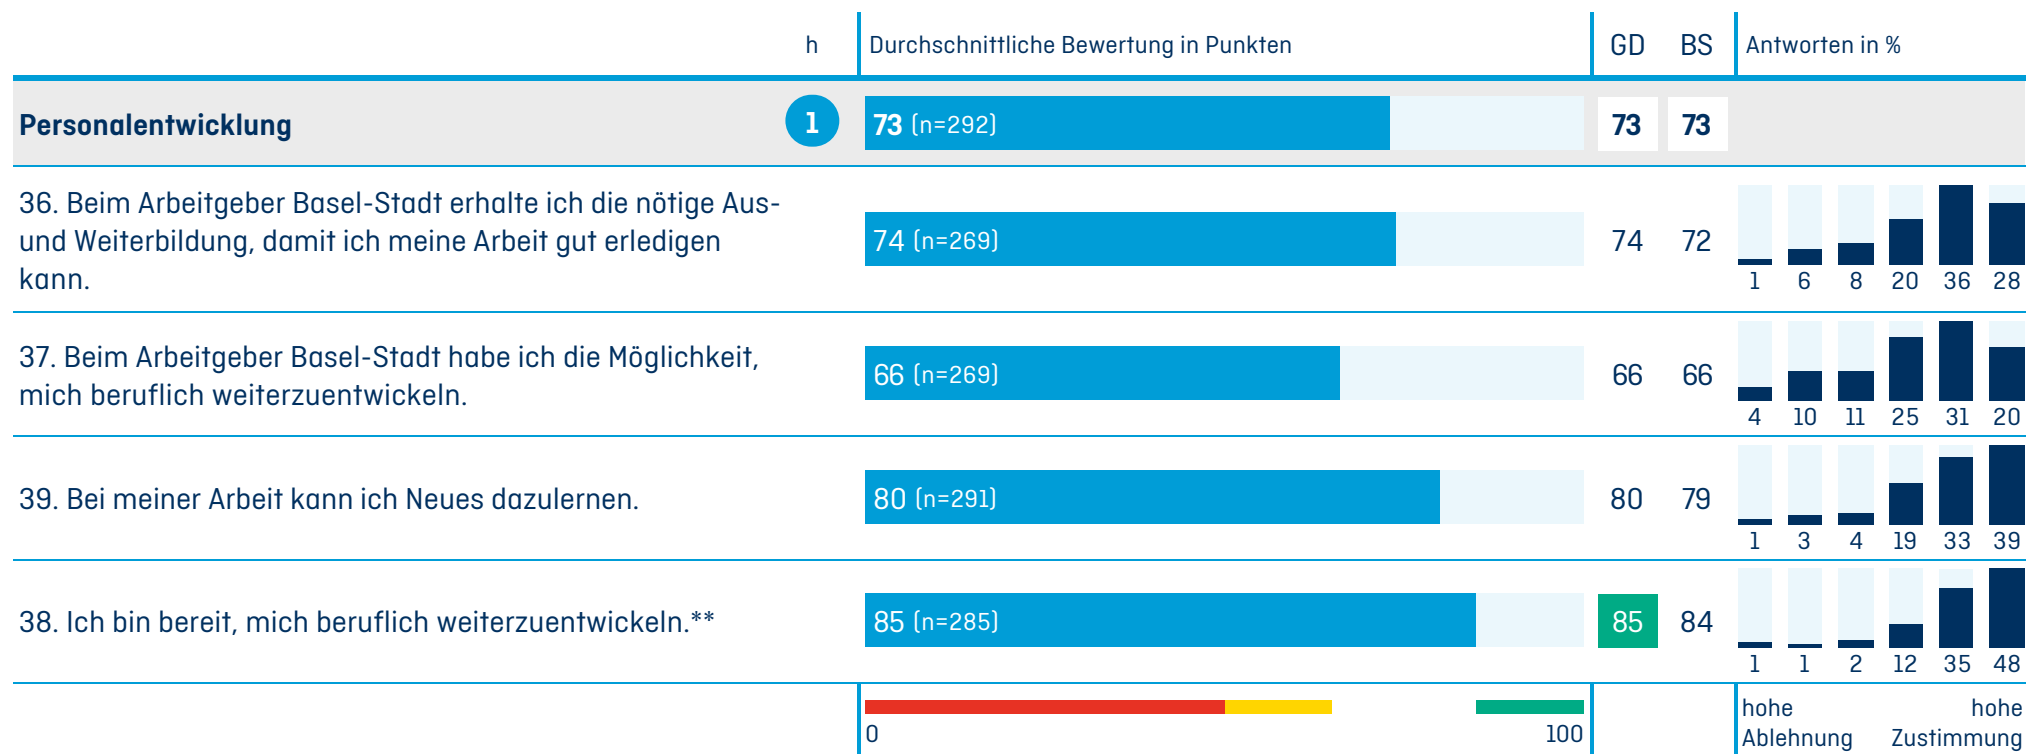 h Durchschnittliche Bewertung in Punkten GD BS Antworten in %
Personalentwicklung 1 73 (n=292) 73 73
36. Beim Arbeitgeber Basel-Stadt erhalte ich die nötige Aus-
und Weiterbildung, damit ich meine Arbeit gut erledigen
kann.
74 (n=269) 74 72
1 6 8 20 36 28
37. Beim Arbeitgeber Basel-Stadt habe ich die Möglichkeit,
mich beruflich weiterzuentwickeln.
66 (n=269) 66 66
4 10 11 25 31 20
39. Bei meiner Arbeit kann ich Neues dazulernen.
80 (n=291) 80 79
1 3 4 19 33 39
38. Ich bin bereit, mich beruflich weiterzuentwickeln.**
85 (n=285) 85 84
1 1 2 12 35 48
0 100
hohe hohe
Ablehnung Zustimmung